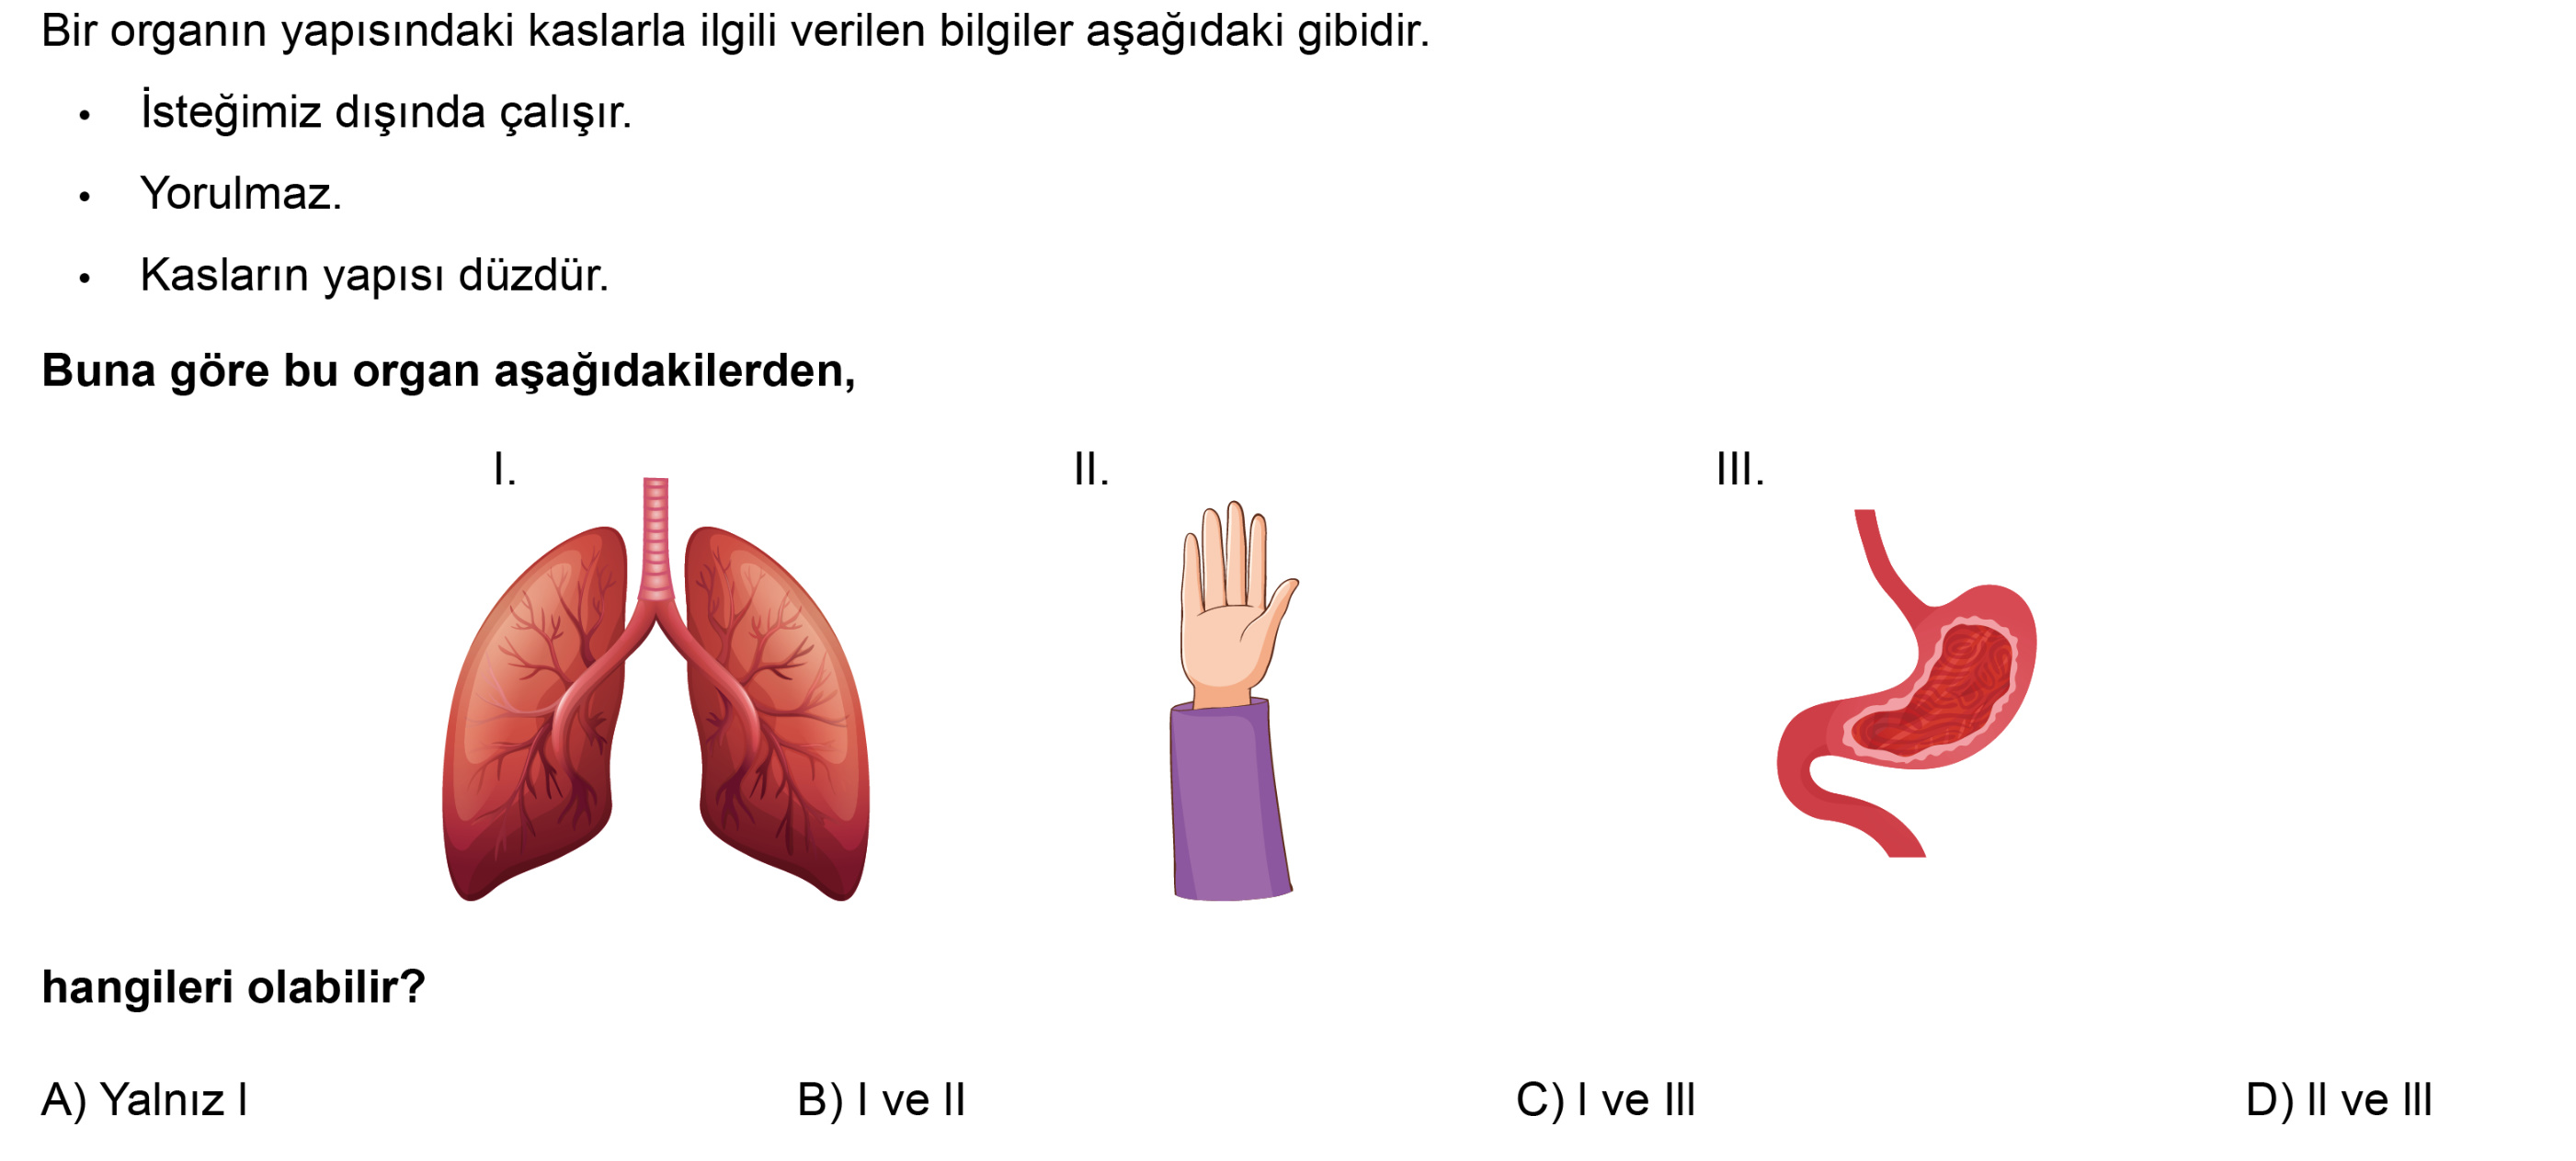 Bir organın yapısındaki kaslarla ilgili verilen bilgiler aşağıdaki gibidir.
• İsteğimiz dışında çalışır.
• Yorulmaz.
• Kasların yapısı düzdür.
Buna göre bu organ aşağıdakilerden,
I. II. III.
hangileri olabilir?
A) Yalnız I B) I ve II C) I ve III D) II ve III